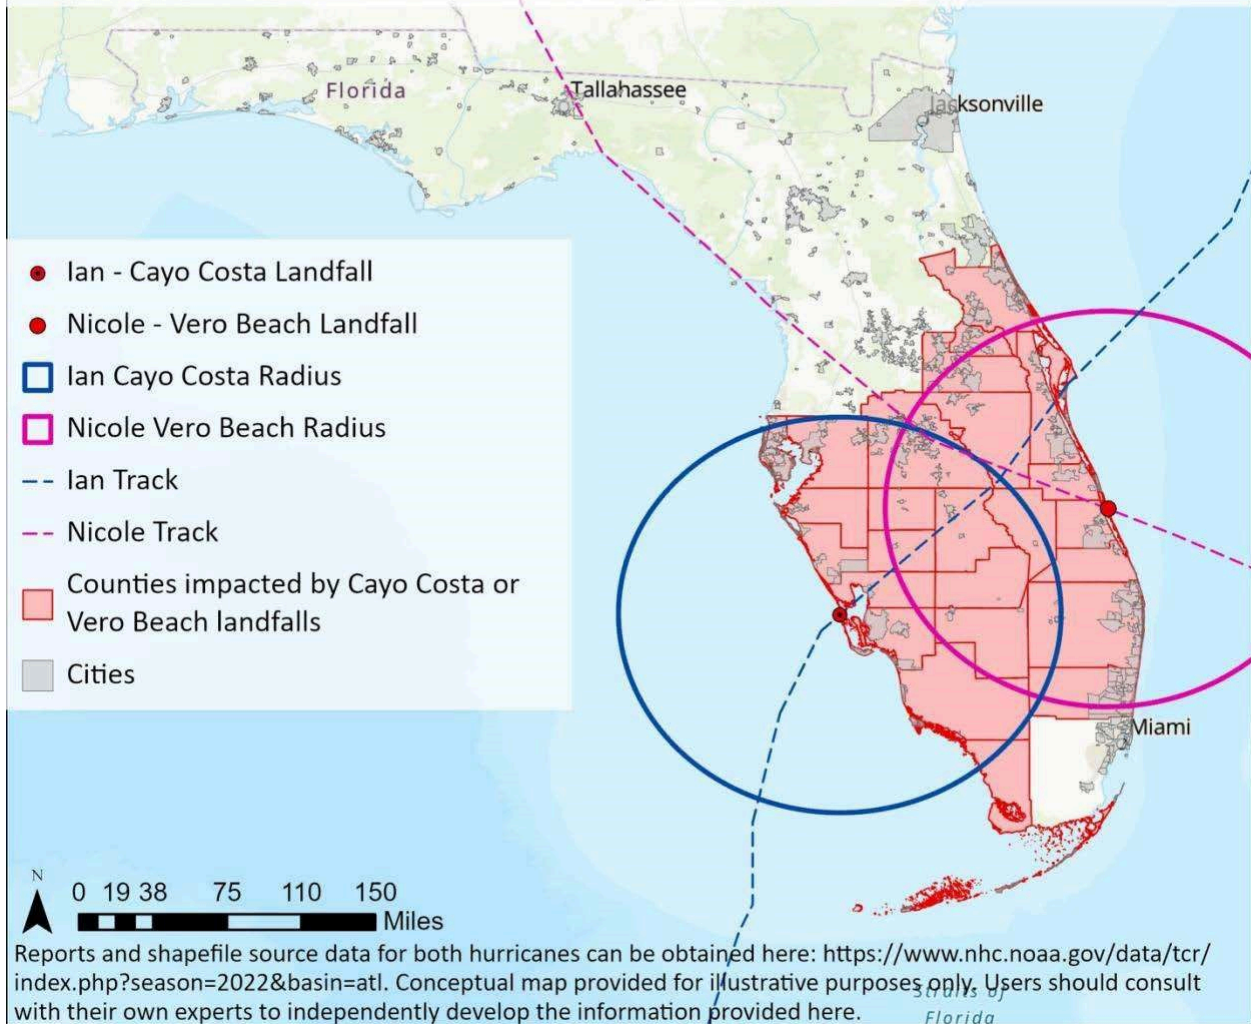 Florida
Tallahassee
Jacksonville
Ian - Cayo Costa Landfall
Nicole - Vero Beach Landfall
Ian Cayo Costa Radius
Nicole Vero Beach Radius
Ian Track
Nicole Track
Counties impacted by Cayo Costa or
Vero Beach landfalls
Cities
Miami
N
0 19 38 75 110 150
Miles
Reports and shapefile source data for both hurricanes can be obtained here: https://www.nhc.noaa.gov/data/tcr/
index.php?season=2022&basin=atl. Conceptual map provided for illustrative purposes only. Users should consult
with their own experts to independently develop the information provided here.
Straits of
Florida